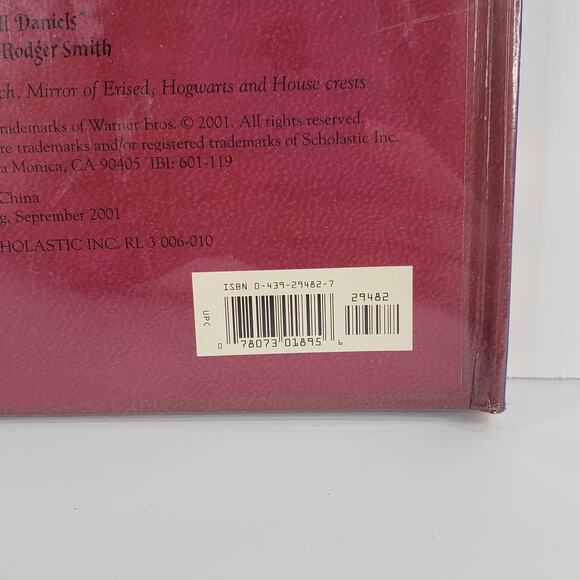 ll Daniels
Rodger Smith
ch, Mirror of Erised, Hogwarts and House crests
rademarks of Warner Bros. © 2001. All rights reserved.
re trademarks and/or registered trademarks of Scholastic Inc.
a Monica, CA 90405 IBI: 601-119
China
g, September 2001
HOLASTIC INC. RL 3 006-010
ISBN 0-439-29482-7
29482
UPC
0 78073 01895 6